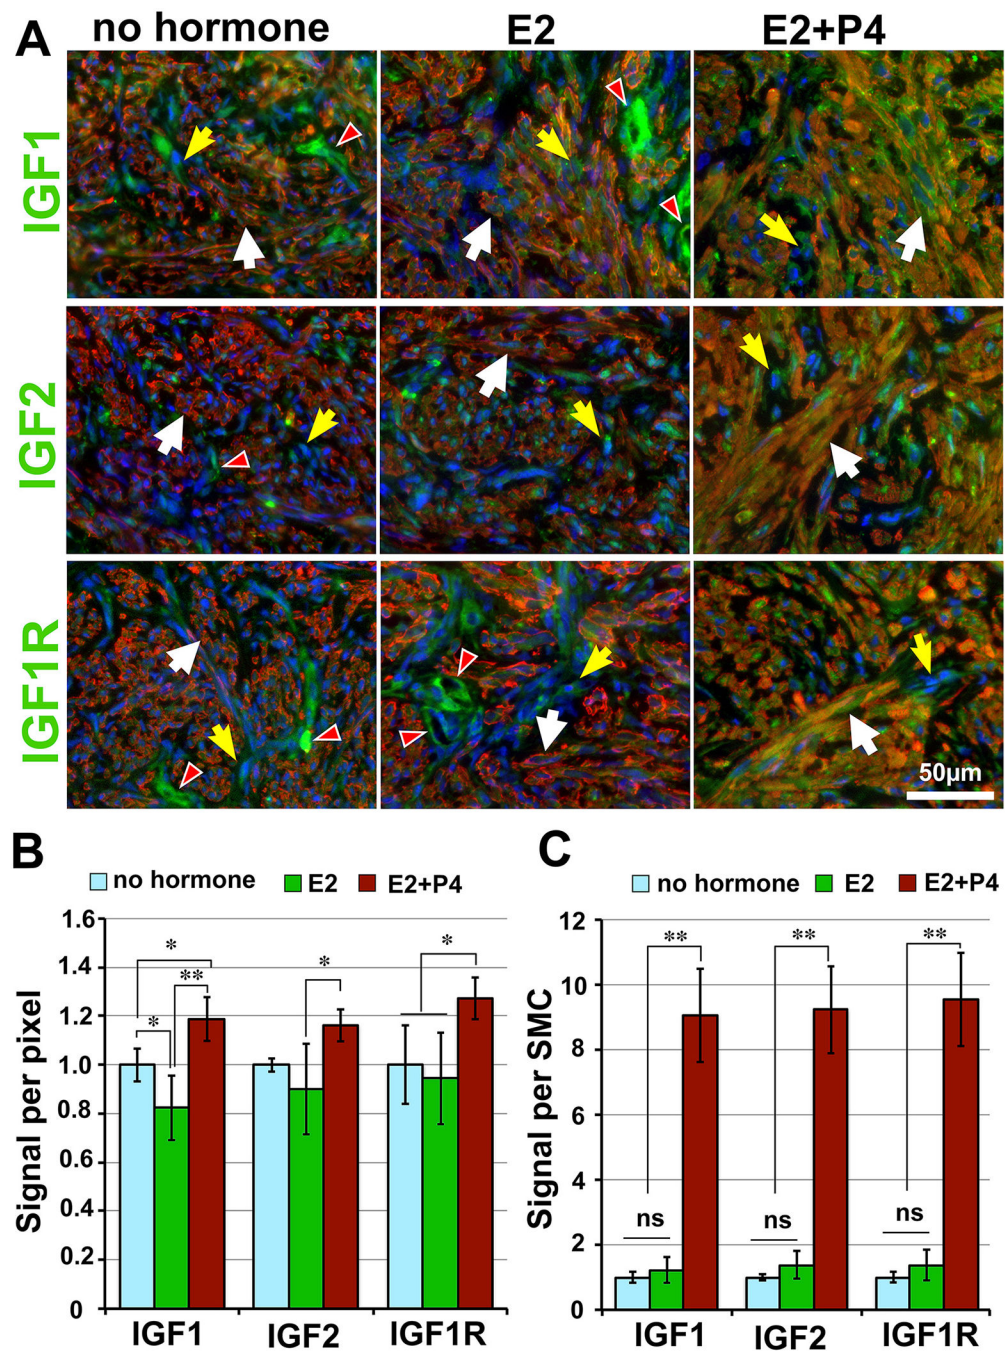 A
no hormone E2 E2+P4
IGF1
IGF2
IGF1R
50µm
B
no hormone E2 E2+P4
Signal per pixel
1.6
1.4
1.2
1.0
0.8
0.6
0.4
0.2
0
* ** *
*
*
IGF1 IGF2 IGF1R
C
no hormone E2 E2+P4
Signal per SMC
12
10
8
6
4
2
0
** ** **
ns ns ns
IGF1 IGF2 IGF1R